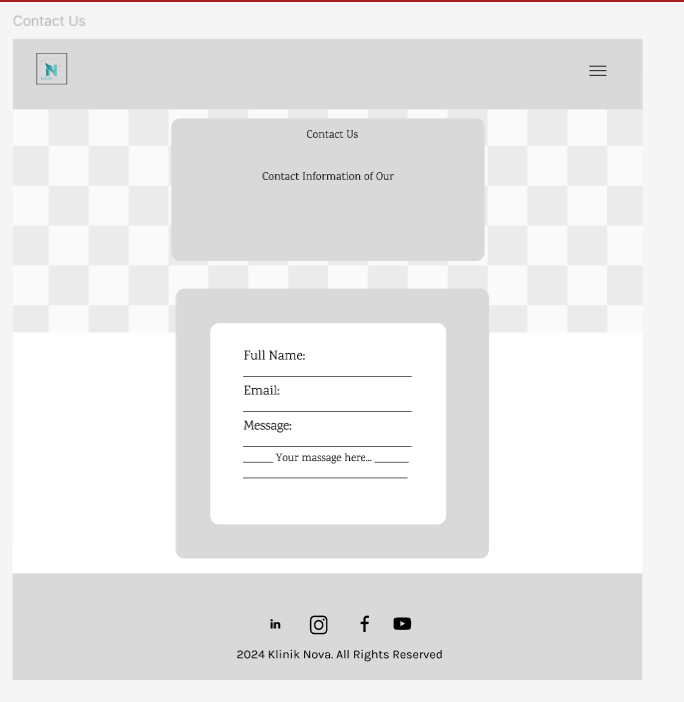 Contact Us
Contact Us
Contact Information of Our
Full Name:
Email:
Message:
Your massage here...
in
2024 Klinik Nova. All Rights Reserved